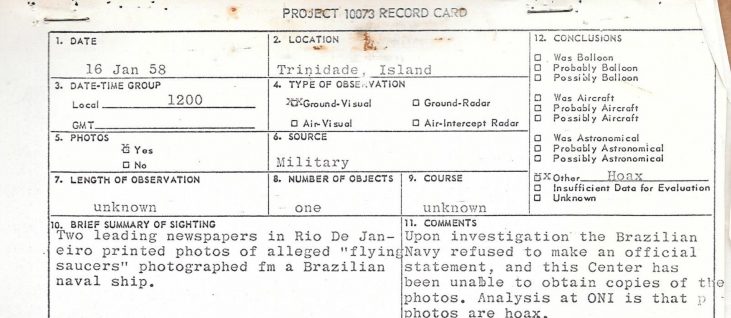 PROJECT 10073 RECORD CARD
1. DATE
16 Jan 58
2. LOCATION
Trinidade, Island
12. CONCLUSIONS
□ Was Balloon
□ Probably Balloon
□ Possibly Balloon
□ Was Aircraft
□ Probably Aircraft
□ Possibly Aircraft
□ Was Astronomical
□ Probably Astronomical
□ Possibly Astronomical
☒X Other Hoax
□ Insufficient Data for Evaluation
□ Unknown
3. DATE-TIME GROUP
Local 1200
GMT
4. TYPE OF OBSERVATION
XX□ Ground-Visual □ Ground-Radar
□ Air-Visual □ Air-Intercept Radar
5. PHOTOS
☒ Yes
□ No
6. SOURCE
Military
7. LENGTH OF OBSERVATION
unknown
8. NUMBER OF OBJECTS
one
9. COURSE
unknown
10. BRIEF SUMMARY OF SIGHTING
Two leading newspapers in Rio De Jan-
eiro printed photos of alleged "flying
saucers" photographed fm a Brazilian
naval ship.
11. COMMENTS
Upon investigation the Brazilian
Navy refused to make an official
statement, and this Center has
been unable to obtain copies of the
photos. Analysis at ONI is that
photos are hoax.